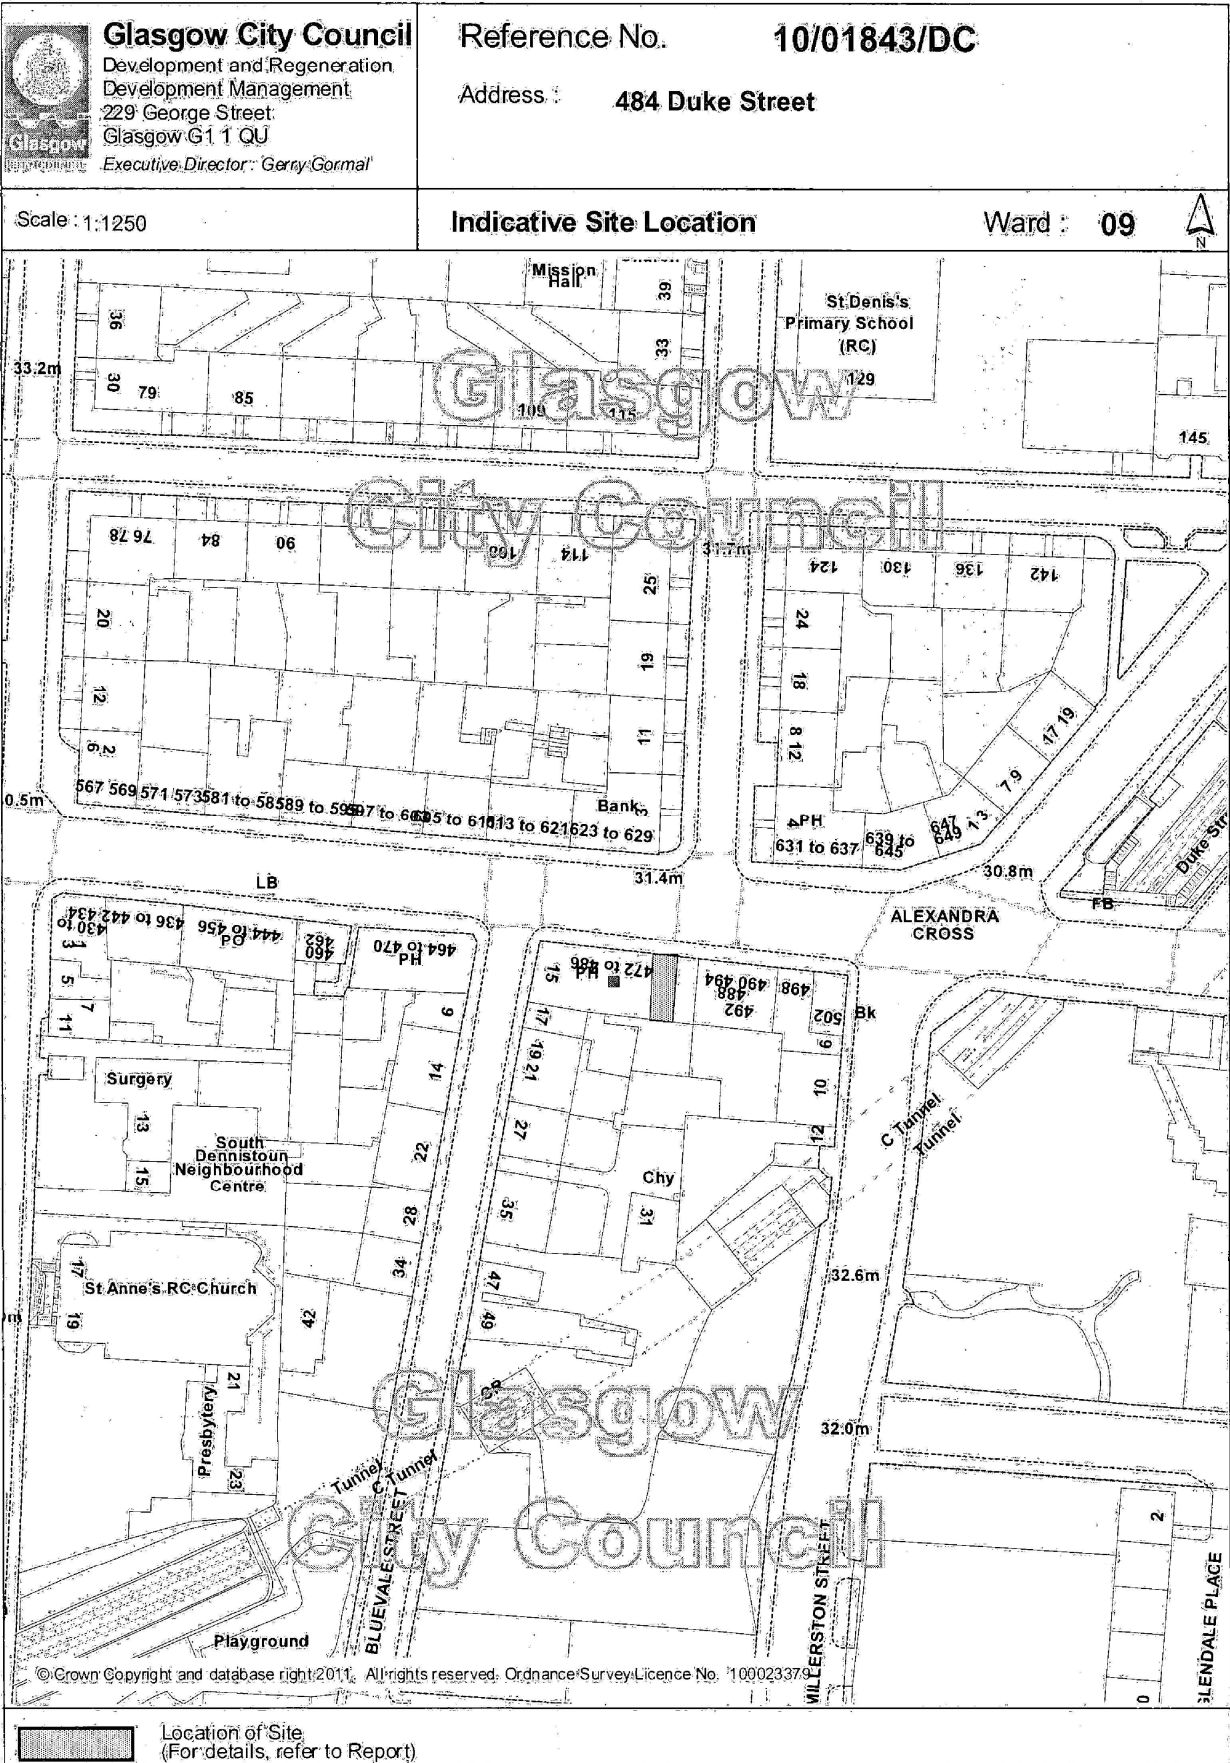 Glasgow City Council
Development and Regeneration
Development Management
229 George Street
Glasgow G1 1 QU
Executive Director : Gerry Gormal
Glasgow
Reference No. 10/01843/DC
Address : 484 Duke Street
Scale : 1:1250
Indicative Site Location
Ward : 09
N
Mission
Hall
39
36
St Denis's
Primary School
(RC)
33
33.2m
30
79
85
109
115
129
145
Glasgow
City Council
78 76
84
90
114
31.7m
124
130
136
142
25
20
24
19
18
12
17 19
11
8 12
2
6
7 9
567 569
571 573
581 to
589 to
613 to 621
623 to 629
Bank
3
0.5m
4
PH
631 to 637
639 to
645
647
649
1 3
30.8m
31.4m
Duke Str
FB
LB
ALEXANDRA
CROSS
430 to
434
442 to 436
444 to 456
PO
462
460
464 to 470
PH
472 to 486
PH
15
494 490
488
492
498
502
Bk
3
1
5
7
11
9
17
6
19 21
14
10
Surgery
13
15
27
12
22
C Tunnel
Tunnel
South
Dennistoun
Neighbourhood
Centre
Chy
31
28
35
34
47
49
32.6m
17
St Anne's RC Church
19
42
21
Presbytery
23
Glasgow
32.0m
Tunnel
C Tunnel
City Council
BLUEVALE STREET
MILLERSTON STREET
2
GLENDALE PLACE
0
Playground
© Crown Copyright and database right 2011. All rights reserved. Ordnance Survey Licence No. 100023379
Location of Site
(For details, refer to Report)